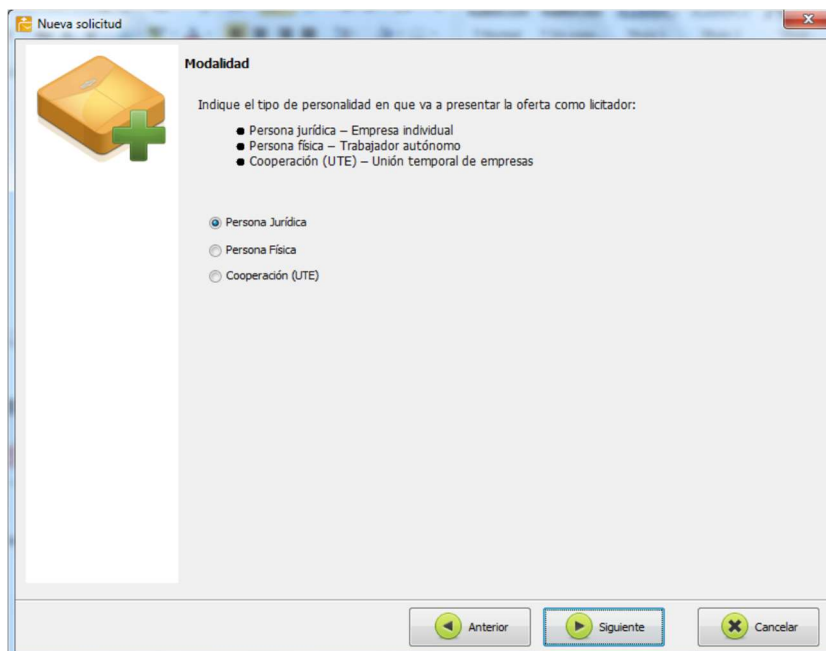 Nueva solicitud
Modalidad
Indique el tipo de personalidad en que va a presentar la oferta como licitador:
● Persona jurídica – Empresa individual
● Persona física – Trabajador autónomo
● Cooperación (UTE) – Unión temporal de empresas
Persona Jurídica
Persona Física
Cooperación (UTE)
Anterior
Siguiente
Cancelar